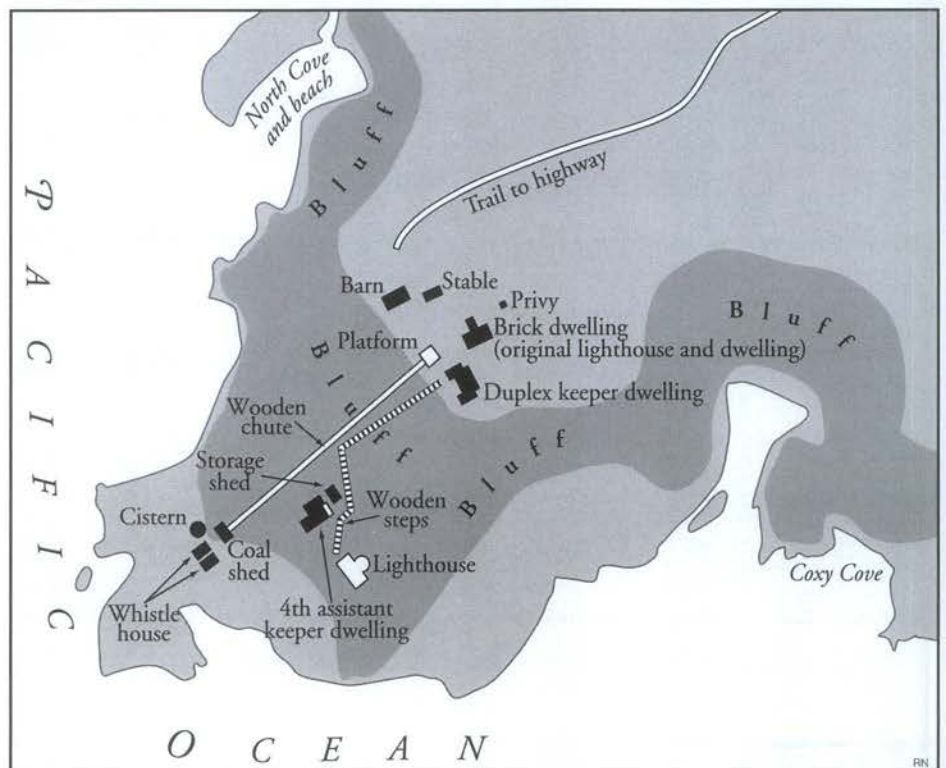 North Cove
and beach
Bluff
Trail to highway
PACIFIC
Barn
Stable
Privy
Brick dwelling
(original lighthouse and dwelling)
Bluff
Platform
Bluff
Duplex keeper dwelling
Wooden
chute
Bluff
Storage
shed
Wooden
steps
Cistern
Coal
shed
Lighthouse
Coxy Cove
Whistle
house
4th assistant
keeper dwelling
OCEAN
RN